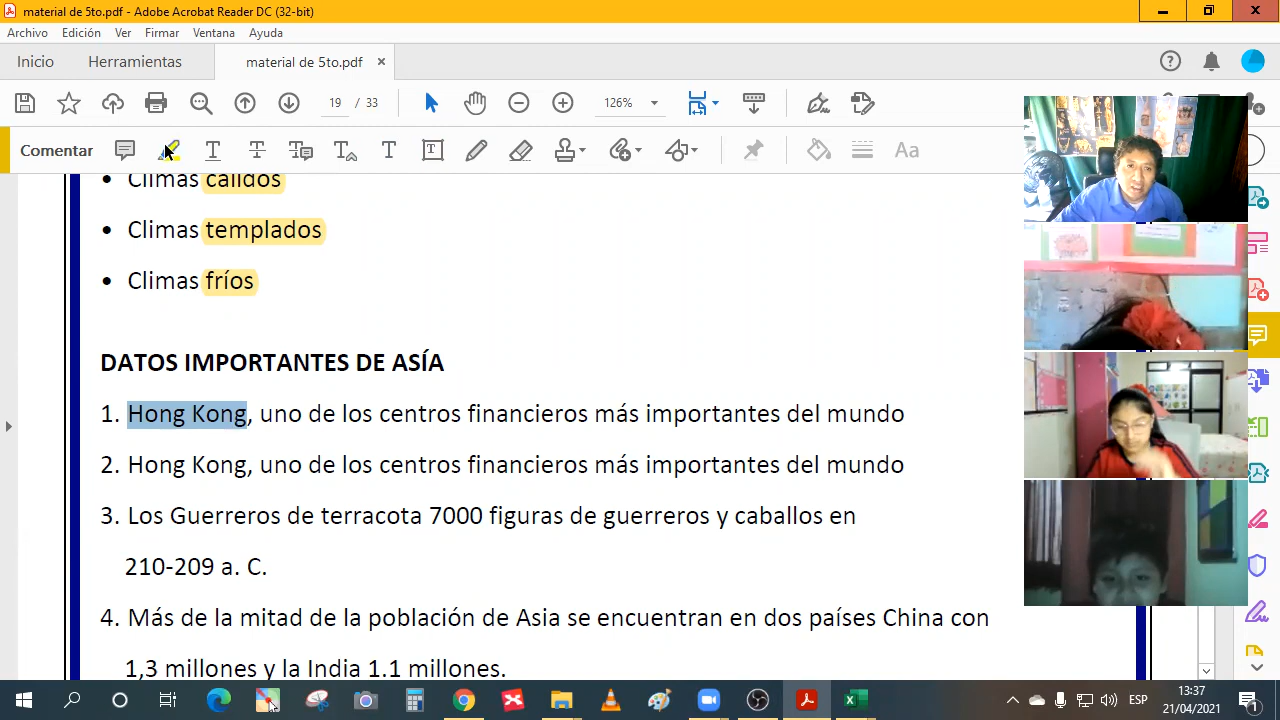 material de 5to.pdf - Adobe Acrobat Reader DC (32-bit)
Archivo Edición Ver Firmar Ventana Ayuda
Inicio Herramientas material de 5to.pdf
19 / 33 126%
Comentar
• Climas cálidos
• Climas templados
• Climas fríos
DATOS IMPORTANTES DE ASÍA
1. Hong Kong, uno de los centros financieros más importantes del mundo
2. Hong Kong, uno de los centros financieros más importantes del mundo
3. Los Guerreros de terracota 7000 figuras de guerreros y caballos en
210-209 a. C.
4. Más de la mitad de la población de Asia se encuentran en dos países China con
1,3 millones y la India 1.1 millones.
ESP
13:37
21/04/2021